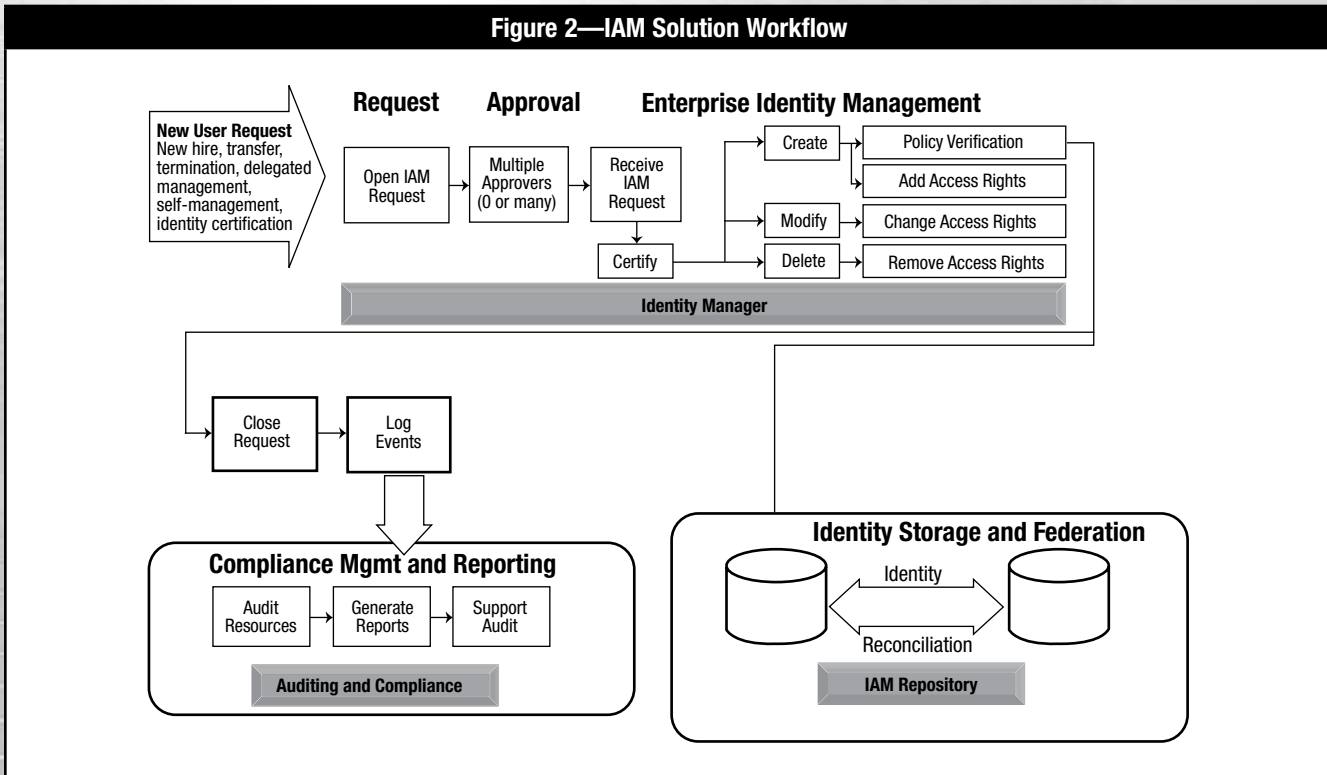 Figure 2—IAM Solution Workflow
Request
Approval
Enterprise Identity Management
New User Request
New hire, transfer,
termination, delegated
management,
self-management,
identity certification
Open IAM
Request
Multiple
Approvers
(0 or many)
Receive
IAM
Request
Certify
Create
Policy Verification
Add Access Rights
Modify
Change Access Rights
Delete
Remove Access Rights
Identity Manager
Close
Request
Log
Events
Compliance Mgmt and Reporting
Audit
Resources
Generate
Reports
Support
Audit
Auditing and Compliance
Identity Storage and Federation
Identity
Reconciliation
IAM Repository